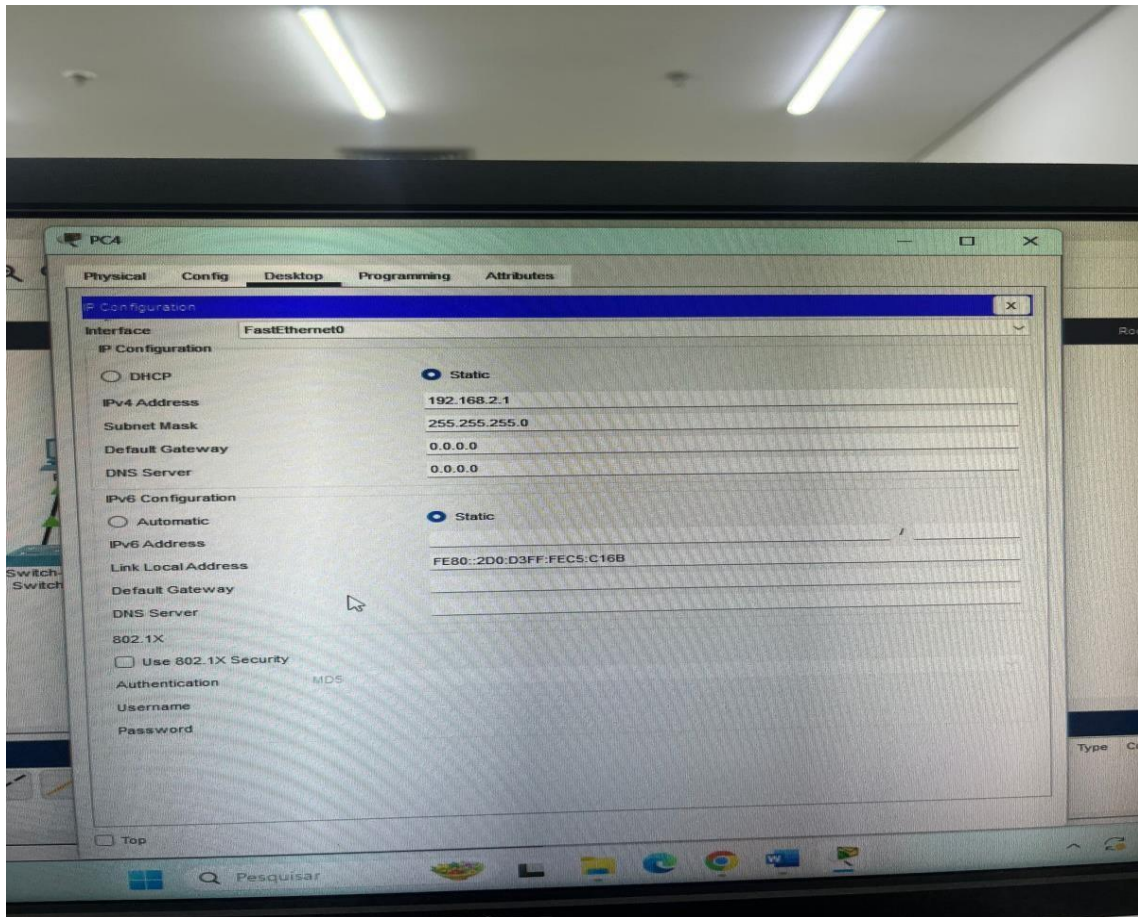 PC4
Physical Config Desktop Programming Attributes
IP Configuration
Interface FastEthernet0
IP Configuration
DHCP Static
IPv4 Address 192.168.2.1
Subnet Mask 255.255.255.0
Default Gateway 0.0.0.0
DNS Server 0.0.0.0
IPv6 Configuration
Automatic Static
IPv6 Address /
Link Local Address FE80::2D0:D3FF:FEC5:C16B
Default Gateway
DNS Server
802.1X
Use 802.1X Security
Authentication MD5
Username
Password
Top
Switch-
Switch
Type
Pesquisar